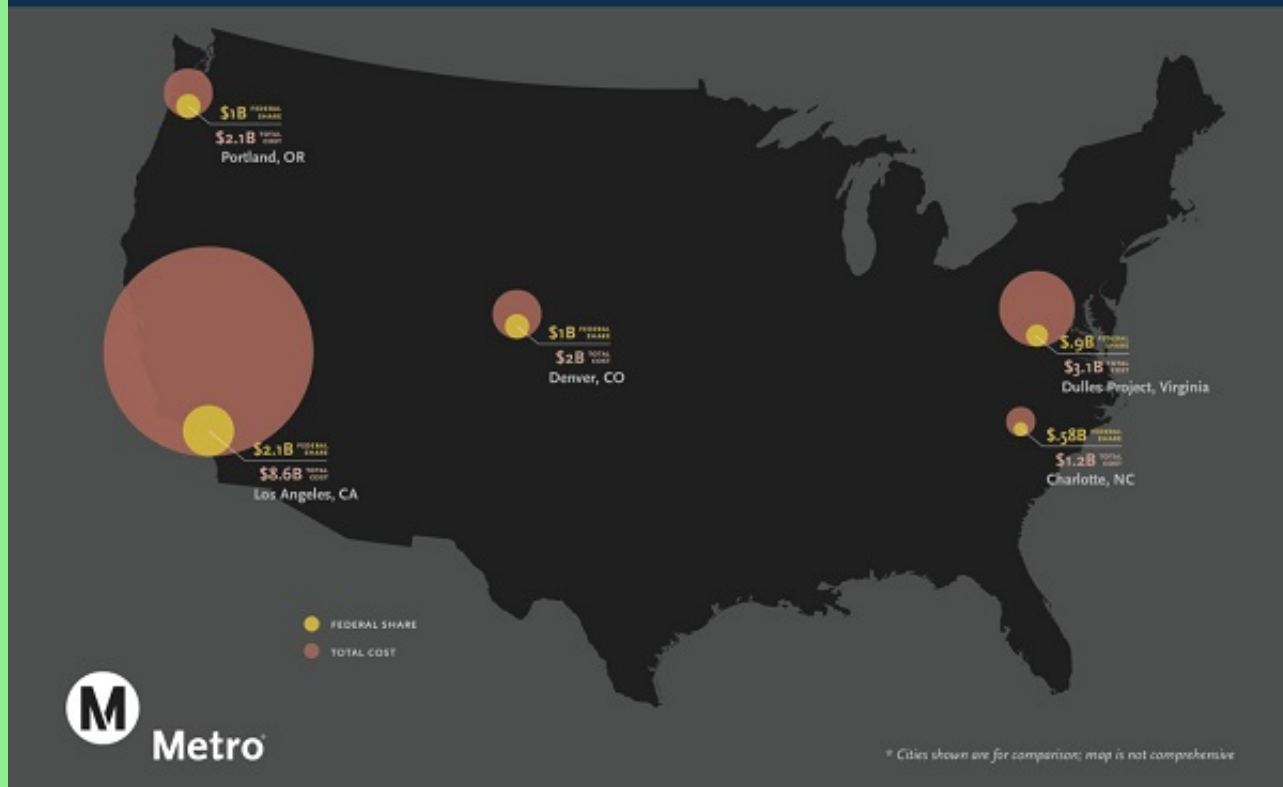 $1B FEDERAL SHARE
$2.1B TOTAL COST
Portland, OR
$1B FEDERAL SHARE
$2B TOTAL COST
Denver, CO
$.9B FEDERAL SHARE
$3.1B TOTAL COST
Dulles Project, Virginia
$.58B FEDERAL SHARE
$1.2B TOTAL COST
Charlotte, NC
$2.1B FEDERAL SHARE
$8.6B TOTAL COST
Los Angeles, CA
FEDERAL SHARE
TOTAL COST
M
Metro
* Cities shown are for comparison; map is not comprehensive